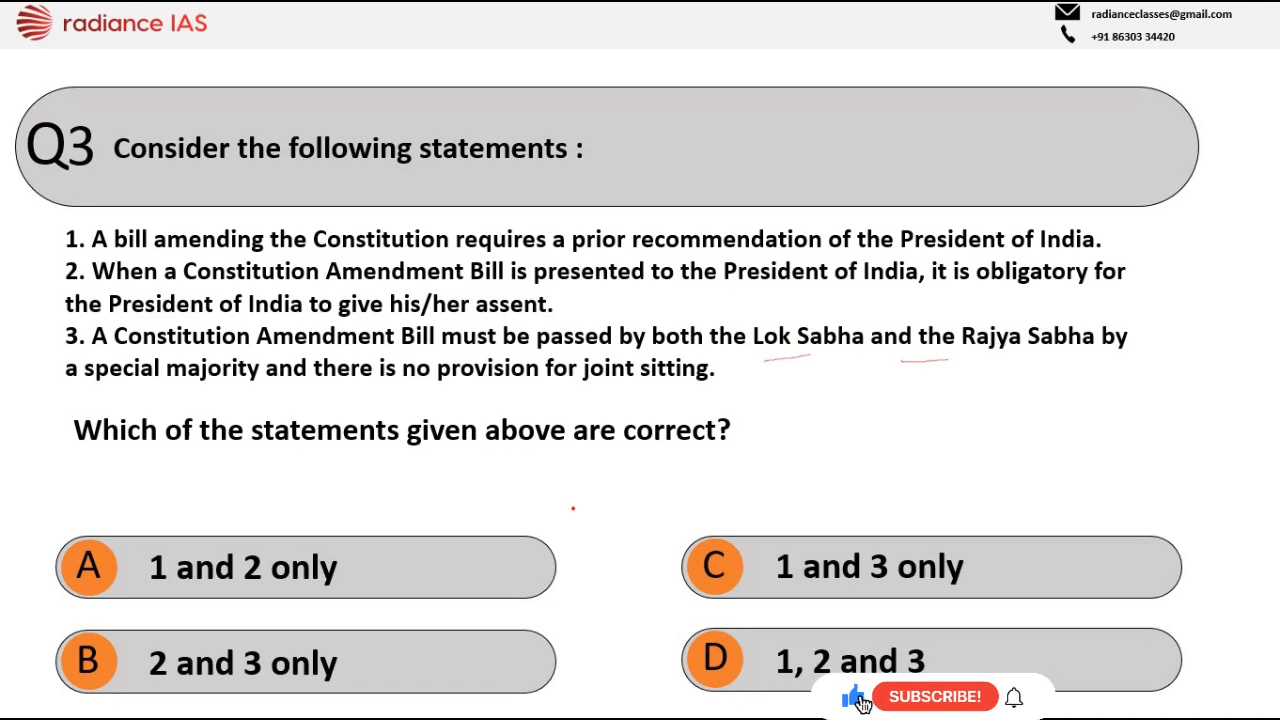 radiance IAS
radianceclasses@gmail.com
+91 86303 34420
Q3 Consider the following statements :
1. A bill amending the Constitution requires a prior recommendation of the President of India.
2. When a Constitution Amendment Bill is presented to the President of India, it is obligatory for
the President of India to give his/her assent.
3. A Constitution Amendment Bill must be passed by both the Lok Sabha and the Rajya Sabha by
a special majority and there is no provision for joint sitting.
Which of the statements given above are correct?
A 1 and 2 only
C 1 and 3 only
B 2 and 3 only
D 1, 2 and 3
SUBSCRIBE!